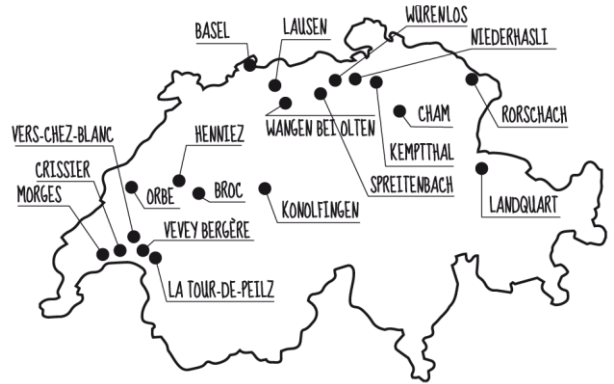 WÜRENLOS
BASEL
LAUSEN
NIEDERHASLI
WANGEN BEI OLTEN
CHAM
RORSCHACH
VERS-CHEZ-BLANC
HENNIEZ
KEMPTTHAL
CRISSIER
SPREITENBACH
MORGES
ORBE
BROC
KONOLFINGEN
LANDQUART
VEVEY BERGÈRE
LA TOUR-DE-PEILZ